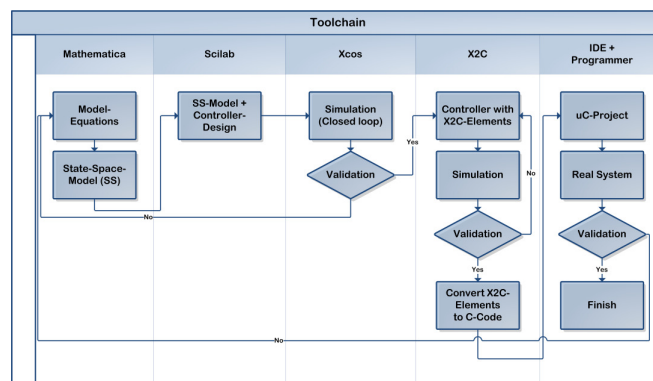 Toolchain
Mathematica
Scilab
Xcos
X2C
IDE +
Programmer
Model-
Equations
SS-Model +
Controller-
Design
Simulation
(Closed loop)
Controller with
X2C-Elements
uC-Project
Yes
State-Space-
Model (SS)
Validation
Simulation
No
Real System
No
Validation
Validation
Yes
Yes
Convert X2C-
Elements
to C-Code
Finish
No